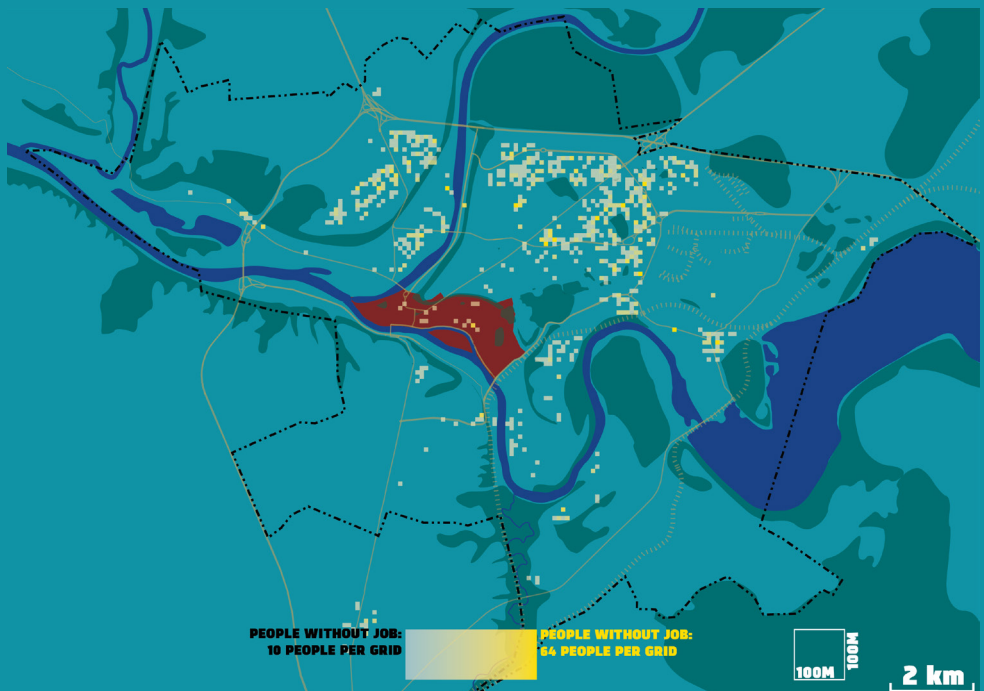 PEOPLE WITHOUT JOB:
10 PEOPLE PER GRID
PEOPLE WITHOUT JOB:
64 PEOPLE PER GRID
100M
100M
2 km